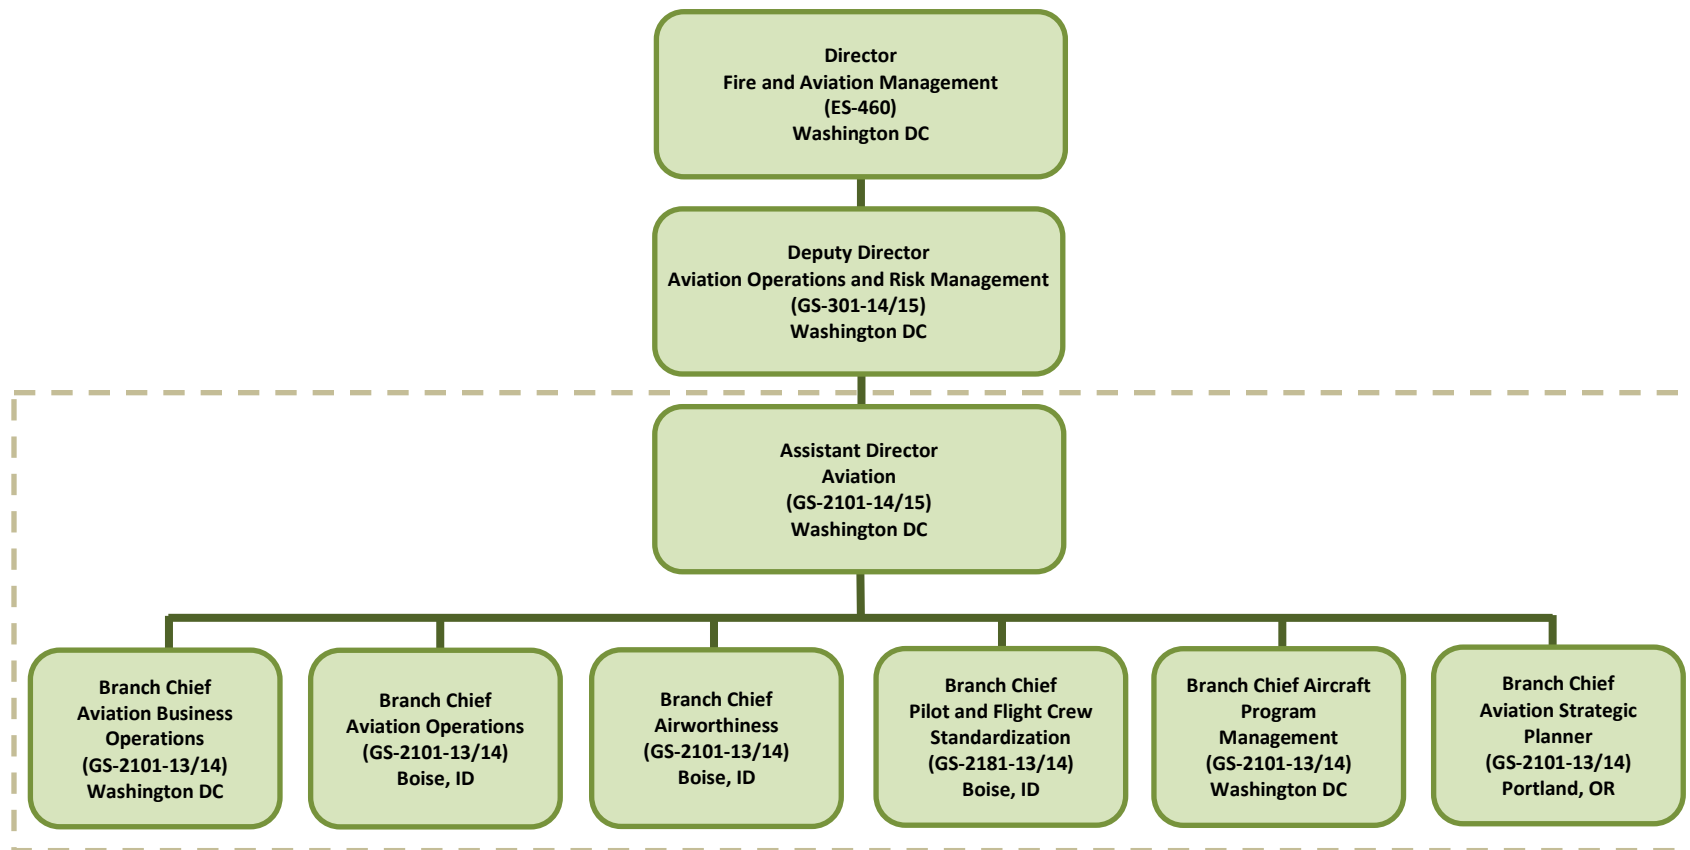 Director
Fire and Aviation Management
(ES-460)
Washington DC
Deputy Director
Aviation Operations and Risk Management
(GS-301-14/15)
Washington DC
Assistant Director
Aviation
(GS-2101-14/15)
Washington DC
Branch Chief
Aviation Business
Operations
(GS-2101-13/14)
Washington DC
Branch Chief
Aviation Operations
(GS-2101-13/14)
Boise, ID
Branch Chief
Airworthiness
(GS-2101-13/14)
Boise, ID
Branch Chief
Pilot and Flight Crew
Standardization
(GS-2181-13/14)
Boise, ID
Branch Chief Aircraft
Program
Management
(GS-2101-13/14)
Washington DC
Branch Chief
Aviation Strategic
Planner
(GS-2101-13/14)
Portland, OR